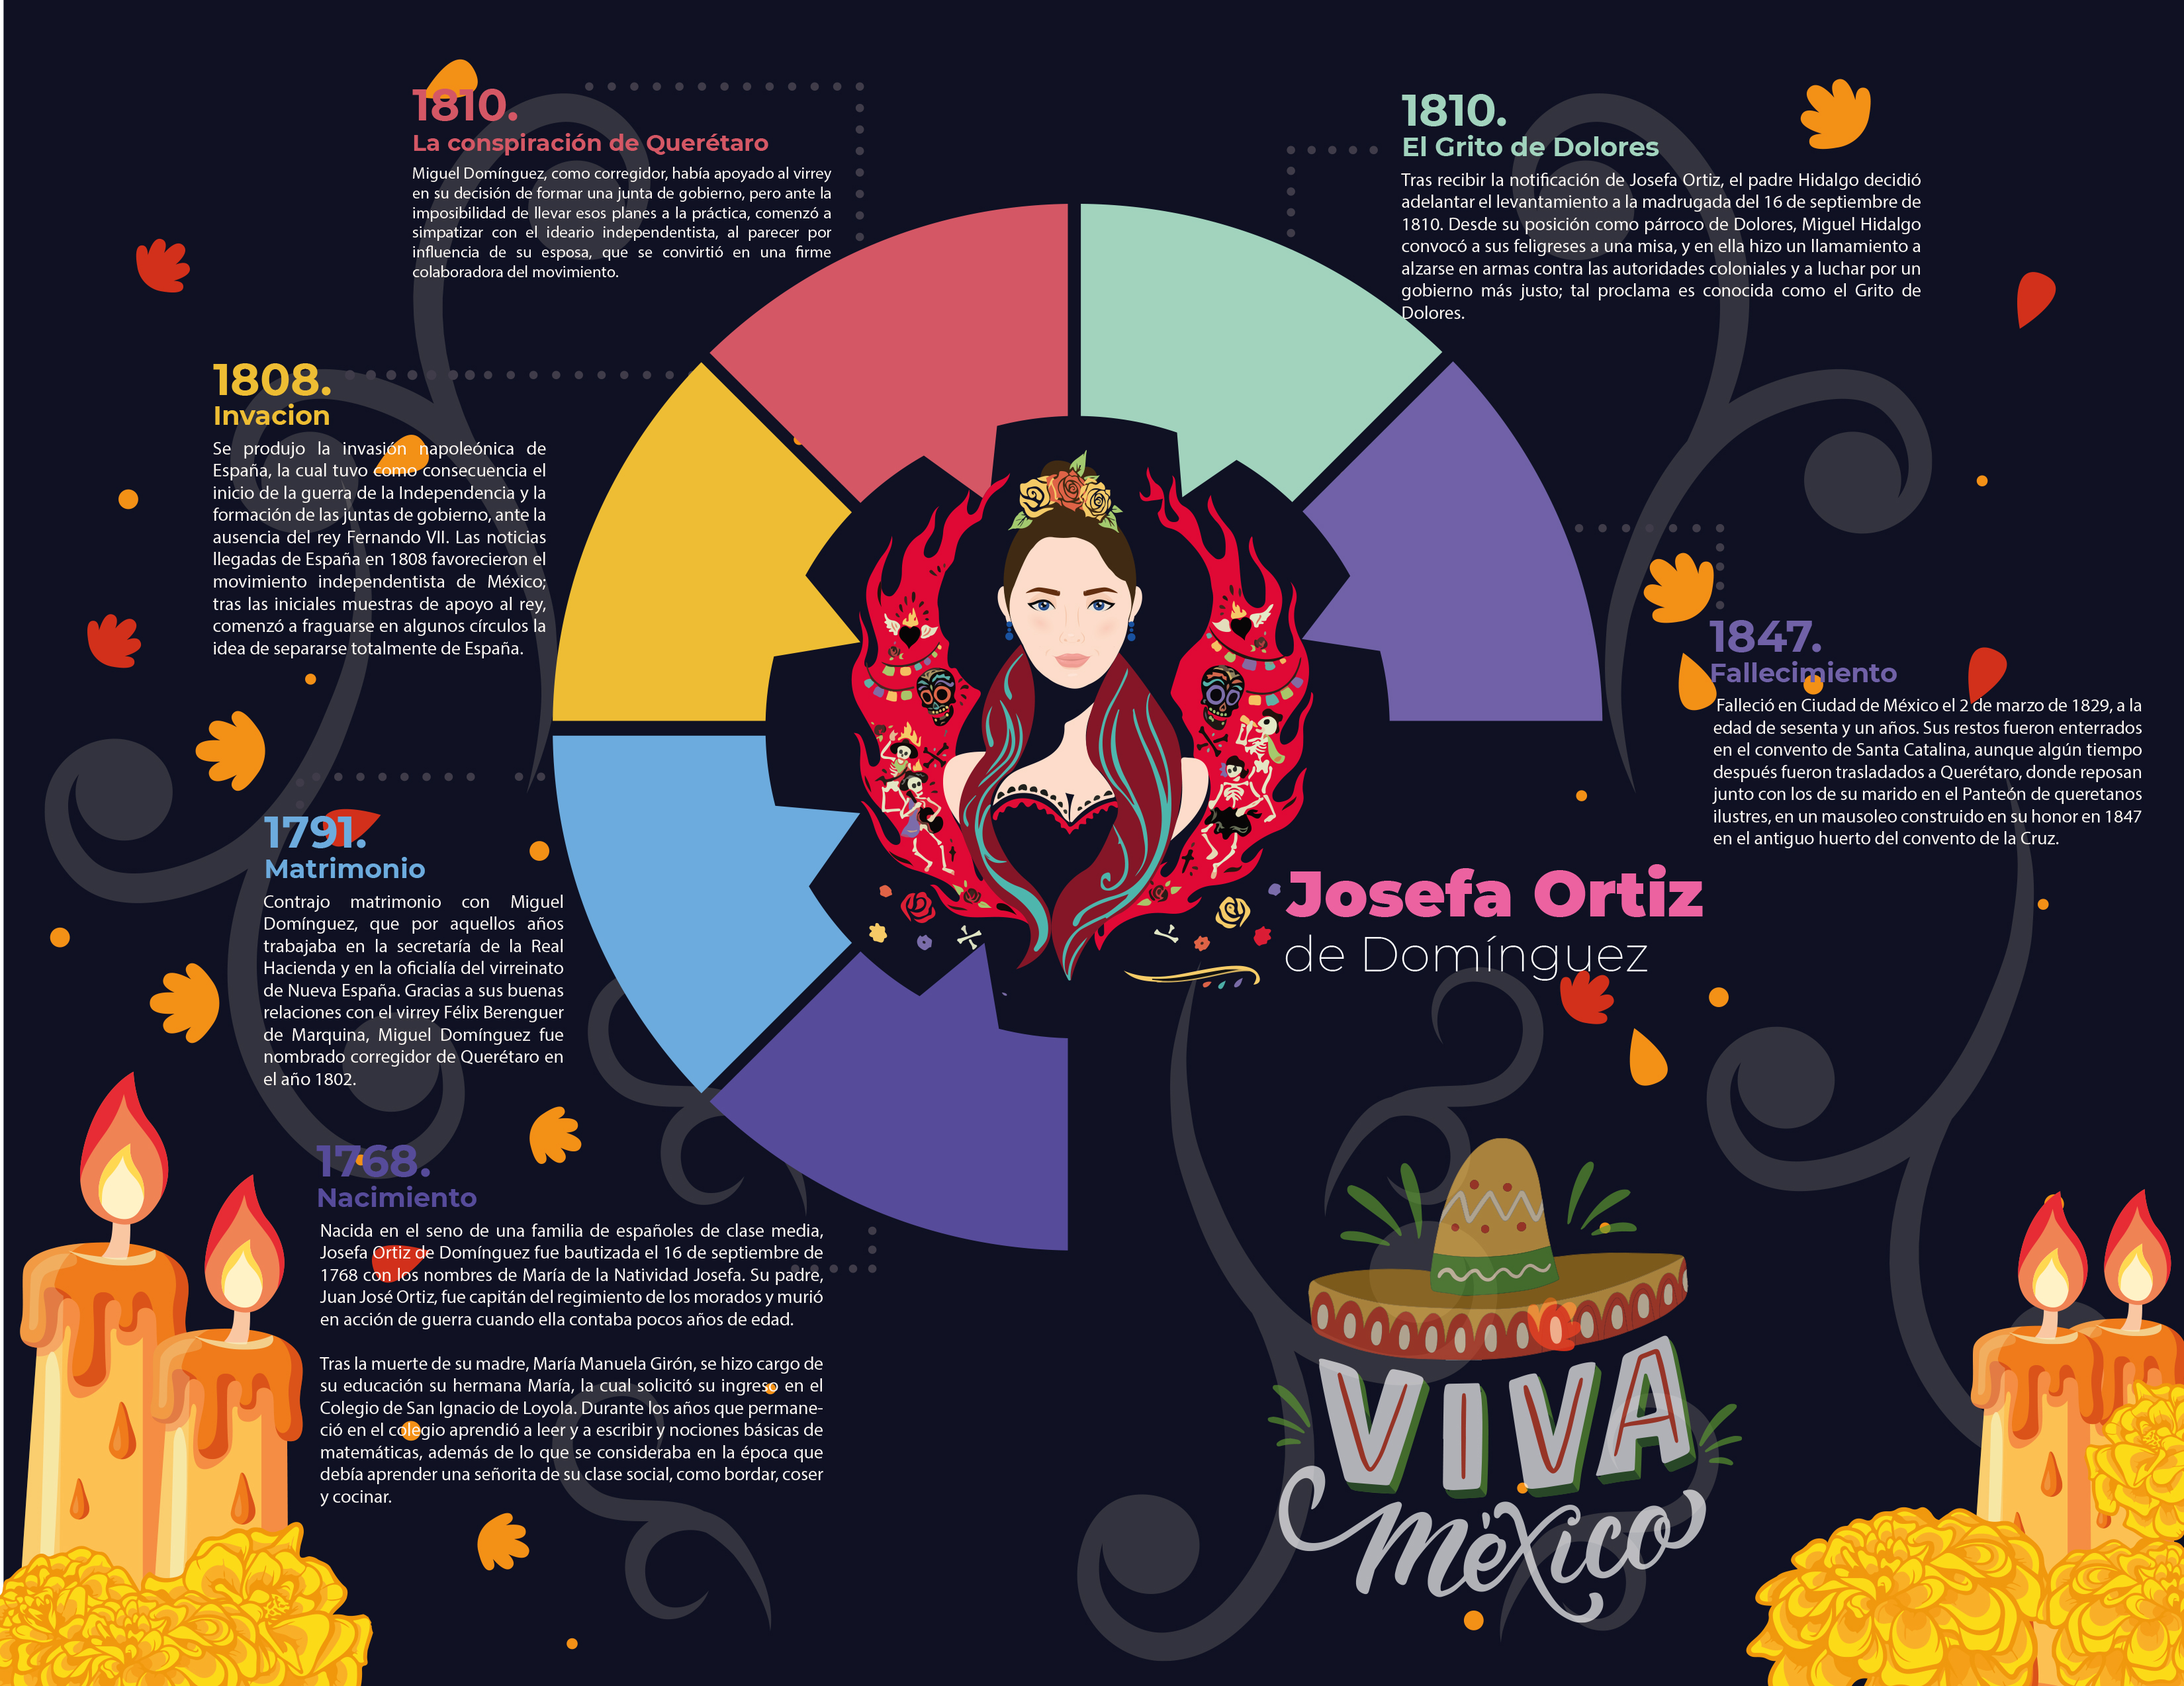 1810.
La conspiración de Querétaro
Miguel Domínguez, como corregidor, había apoyado al virrey
en su decisión de formar una junta de gobierno, pero ante la
imposibilidad de llevar esos planes a la práctica, comenzó a
simpatizar con el ideario independentista, al parecer por
influencia de su esposa, que se convirtió en una firme
colaboradora del movimiento.
1810.
El Grito de Dolores
Tras recibir la notificación de Josefa Ortiz, el padre Hidalgo decidió
adelantar el levantamiento a la madrugada del 16 de septiembre de
1810. Desde su posición como párroco de Dolores, Miguel Hidalgo
convocó a sus feligreses a una misa, y en ella hizo un llamamiento a
alzarse en armas contra las autoridades coloniales y a luchar por un
gobierno más justo; tal proclama es conocida como el Grito de
Dolores.
1808.
Invacion
Se produjo la invasión napoleónica de
España, la cual tuvo como consecuencia el
inicio de la guerra de la Independencia y la
formación de las juntas de gobierno, ante la
ausencia del rey Fernando VII. Las noticias
llegadas de España en 1808 favorecieron el
movimiento independentista de México;
tras las iniciales muestras de apoyo al rey,
comenzó a fraguarse en algunos círculos la
idea de separarse totalmente de España.
1847.
Fallecimiento
Falleció en Ciudad de México el 2 de marzo de 1829, a la
edad de sesenta y un años. Sus restos fueron enterrados
en el convento de Santa Catalina, aunque algún tiempo
después fueron trasladados a Querétaro, donde reposan
junto con los de su marido en el Panteón de queretanos
ilustres, en un mausoleo construido en su honor en 1847
en el antiguo huerto del convento de la Cruz.
1791.
Matrimonio
Contrajo matrimonio con Miguel
Domínguez, que por aquellos años
trabajaba en la secretaría de la Real
Hacienda y en la oficialía del virreinato
de Nueva España. Gracias a sus buenas
relaciones con el virrey Félix Berenguer
de Marquina, Miguel Domínguez fue
nombrado corregidor de Querétaro en
el año 1802.
Josefa Ortiz
de Domínguez
1768.
Nacimiento
Nacida en el seno de una familia de españoles de clase media,
Josefa Ortiz de Domínguez fue bautizada el 16 de septiembre de
1768 con los nombres de María de la Natividad Josefa. Su padre,
Juan José Ortiz, fue capitán del regimiento de los morados y murió
en acción de guerra cuando ella contaba pocos años de edad.
Tras la muerte de su madre, María Manuela Girón, se hizo cargo de
su educación su hermana María, la cual solicitó su ingreso en el
Colegio de San Ignacio de Loyola. Durante los años que permane-
ció en el colegio aprendió a leer y a escribir y nociones básicas de
matemáticas, además de lo que se consideraba en la época que
debía aprender una señorita de su clase social, como bordar, coser
y cocinar.
VIVA
México